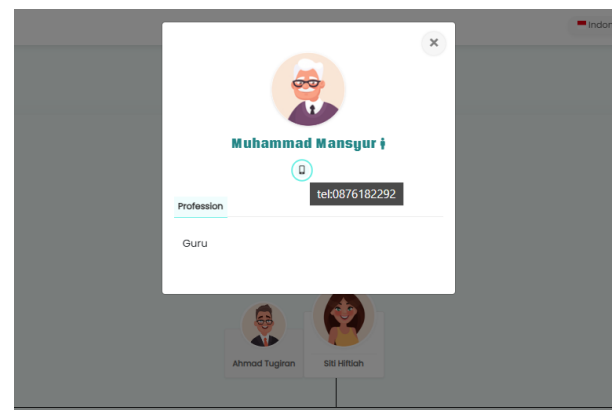 Indon
×
Muhammad Mansyur
tel:0876182292
Profession
Guru
Ahmad Tugiran
Siti Hiftiah